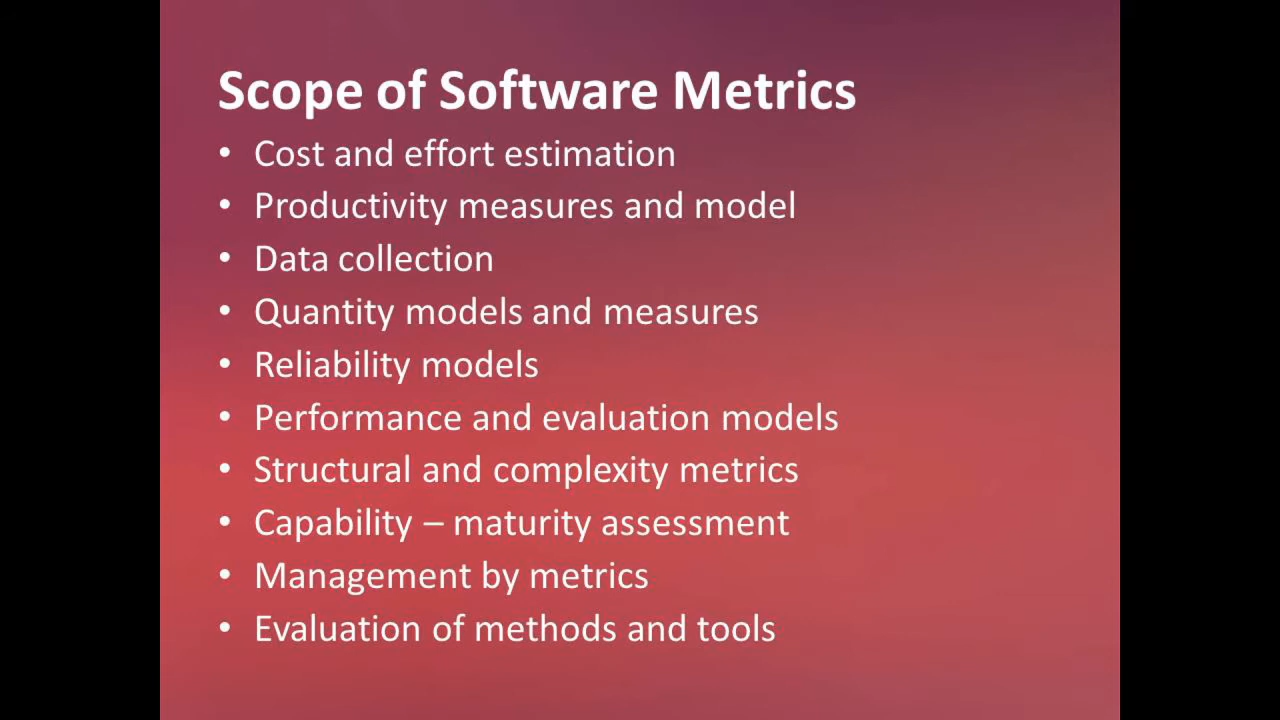 Scope of Software Metrics
• Cost and effort estimation
• Productivity measures and model
• Data collection
• Quantity models and measures
• Reliability models
• Performance and evaluation models
• Structural and complexity metrics
• Capability – maturity assessment
• Management by metrics
• Evaluation of methods and tools